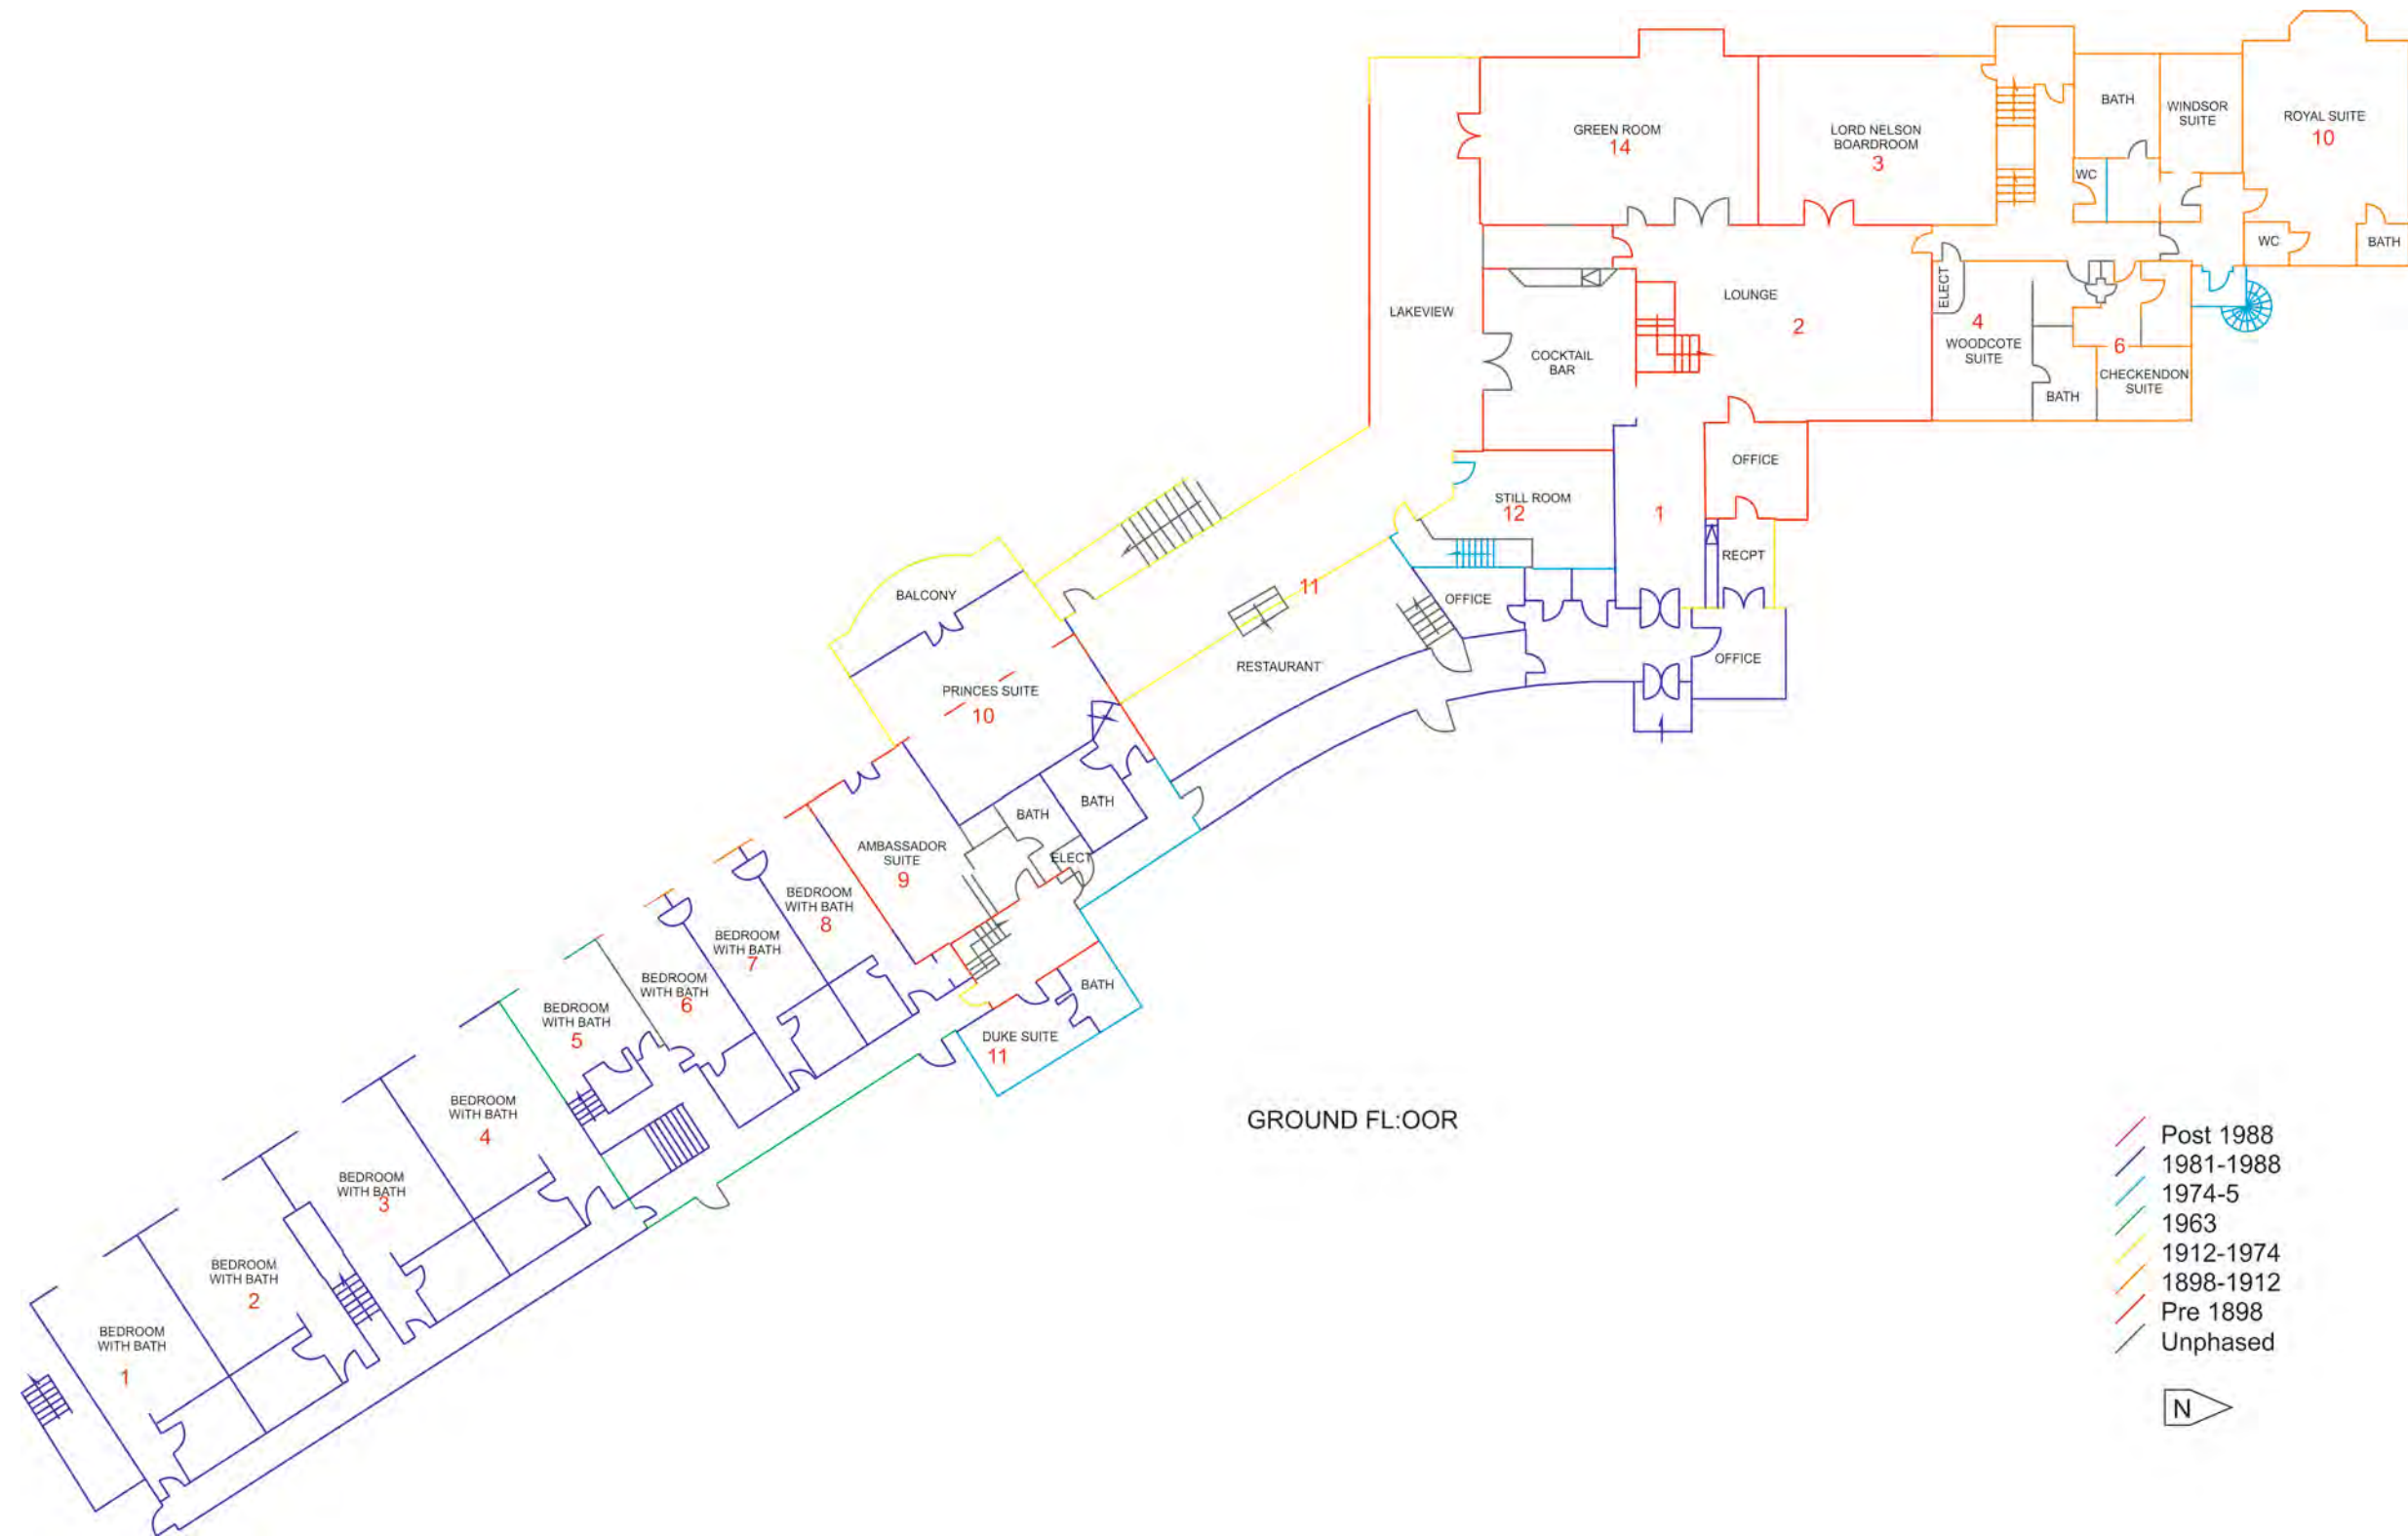 BATH
WINDSOR
SUITE
ROYAL SUITE
10
GREEN ROOM
14
LORD NELSON
BOARDROOM
3
WC
WC
BATH
ELECT
LAKEVIEW
LOUNGE
2
4
WOODCOTE
SUITE
6
CHECKENDON
SUITE
BATH
COCKTAIL
BAR
OFFICE
STILL ROOM
12
1
RECPT
11
OFFICE
OFFICE
RESTAURANT
BALCONY
PRINCES SUITE
10
BATH
BATH
ELECT
AMBASSADOR
SUITE
9
BEDROOM
WITH BATH
8
BEDROOM
WITH BATH
7
BEDROOM
WITH BATH
6
BATH
DUKE SUITE
11
BEDROOM
WITH BATH
5
BEDROOM
WITH BATH
4
BEDROOM
WITH BATH
3
BEDROOM
WITH BATH
2
BEDROOM
WITH BATH
1
GROUND FL:OOR
Post 1988
1981-1988
1974-5
1963
1912-1974
1898-1912
Pre 1898
Unphased
N